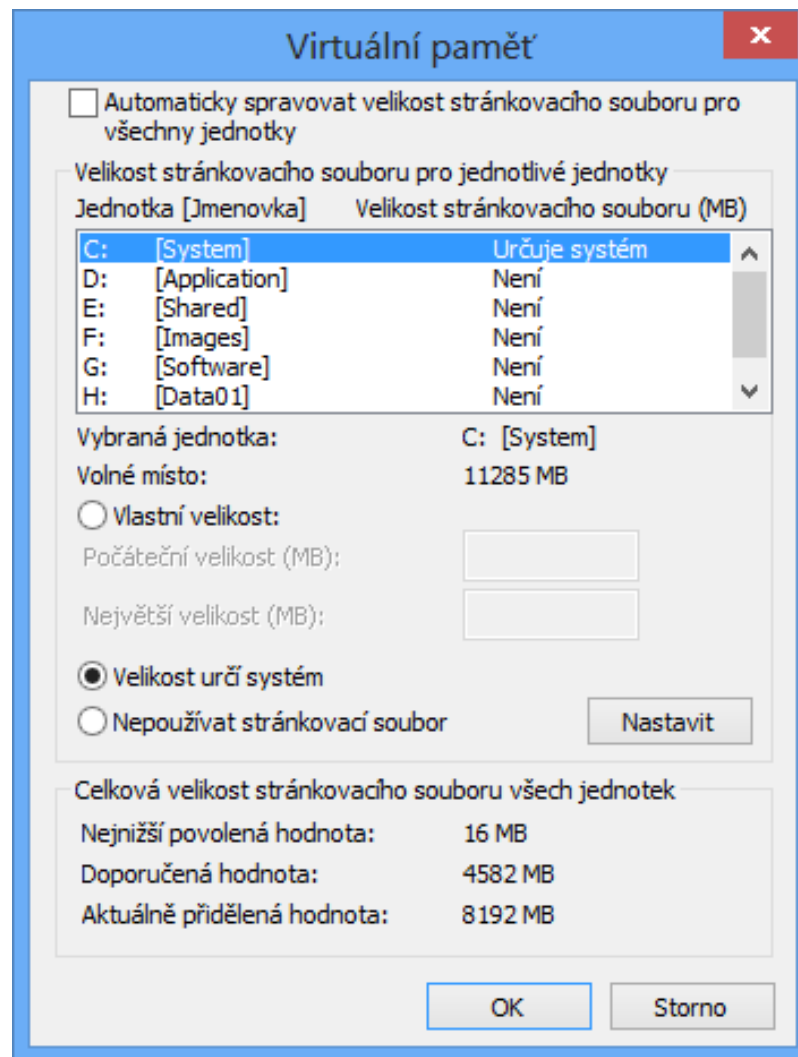 Virtuální paměť
x
Automaticky spravovat velikost stránkovacího souboru pro
všechny jednotky
Velikost stránkovacího souboru pro jednotlivé jednotky
Jednotka [Jmenovka] Velikost stránkovacího souboru (MB)
C: [System] Určuje systém
D: [Application] Není
E: [Shared] Není
F: [Images] Není
G: [Software] Není
H: [Data01] Není
Vybraná jednotka: C: [System]
Volné místo: 11285 MB
Vlastní velikost:
Počáteční velikost (MB):
Největší velikost (MB):
Velikost určí systém
Nepoužívat stránkovací soubor Nastavit
Celková velikost stránkovacího souboru všech jednotek
Nejnižší povolená hodnota: 16 MB
Doporučená hodnota: 4582 MB
Aktuálně přidělená hodnota: 8192 MB
OK Storno